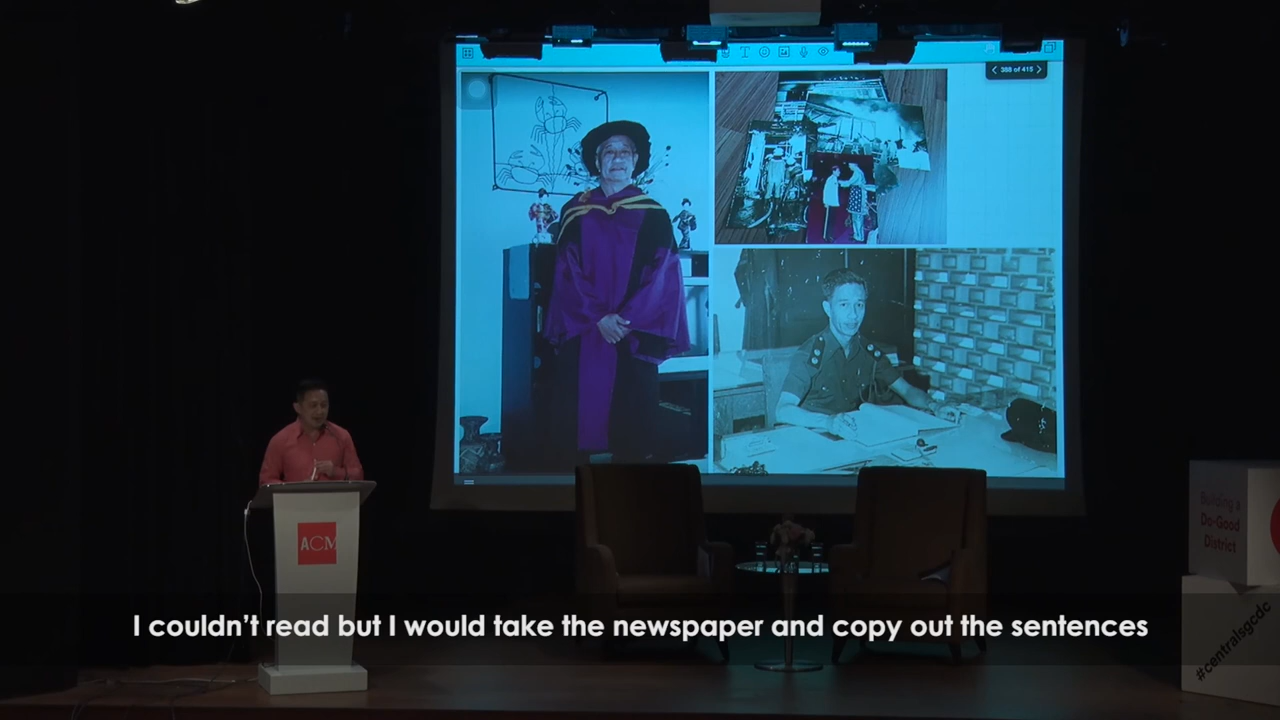 388 of 415
ACM
Building a
Do-Good
District
#centralsgcdc
I couldn't read but I would take the newspaper and copy out the sentences